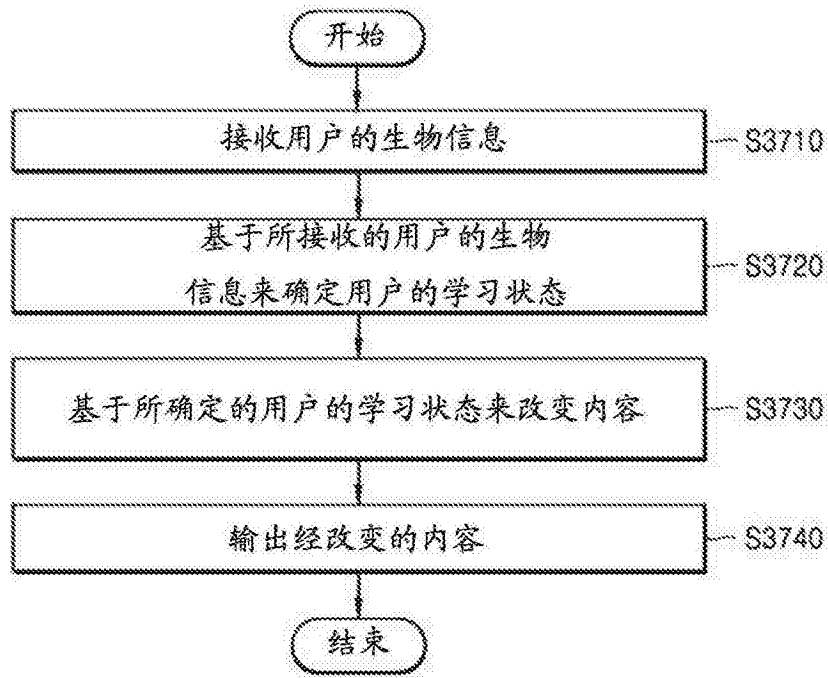 开始
接收用户的生物信息
S3710
基于所接收的用户的生物
信息来确定用户的学习状态
S3720
基于所确定的用户的学习状态来改变内容
S3730
输出经改变的内容
S3740
结束